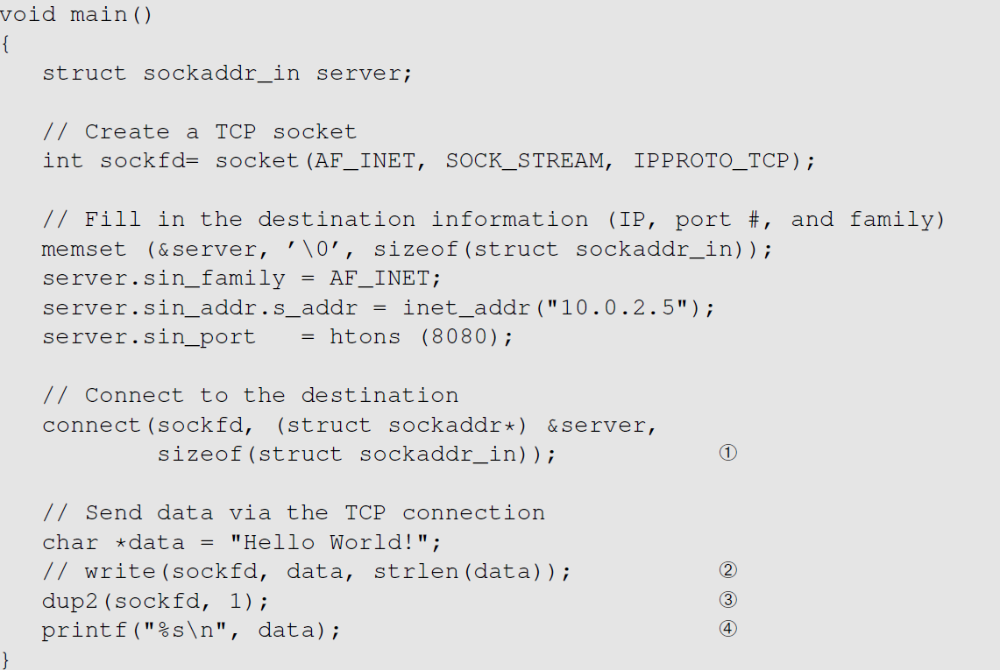 void main()
{
   struct sockaddr_in server;

   // Create a TCP socket
   int sockfd= socket(AF_INET, SOCK_STREAM, IPPROTO_TCP);

   // Fill in the destination information (IP, port #, and family)
   memset (&server, ’\0’, sizeof(struct sockaddr_in));
   server.sin_family = AF_INET;
   server.sin_addr.s_addr = inet_addr("10.0.2.5");
   server.sin_port   = htons (8080);

   // Connect to the destination
   connect(sockfd, (struct sockaddr*) &server,
           sizeof(struct sockaddr_in));            ①

   // Send data via the TCP connection
   char *data = "Hello World!";
   // write(sockfd, data, strlen(data));           ②
   dup2(sockfd, 1);                                ③
   printf("%s\n", data);                           ④
}